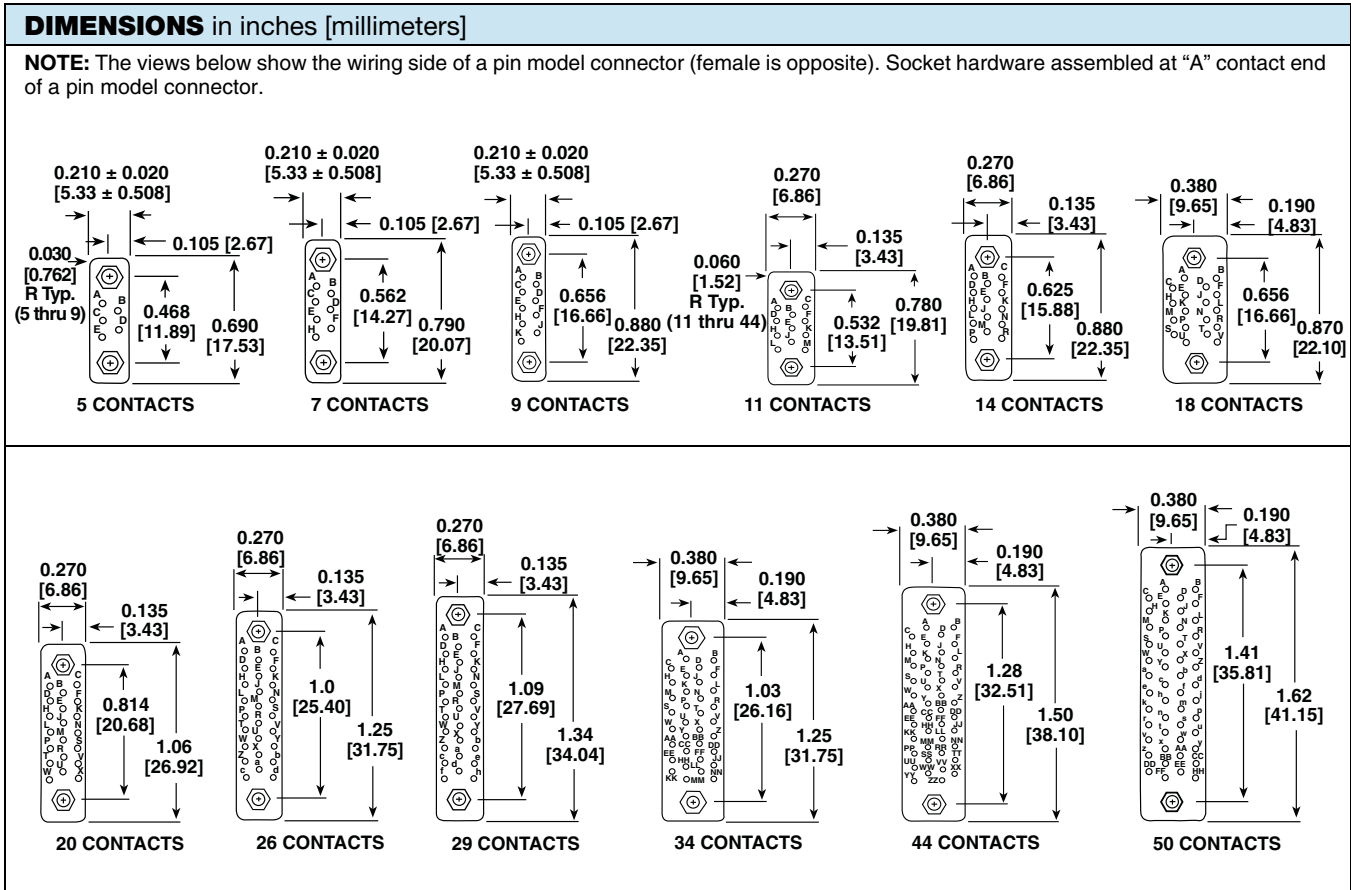 DIMENSIONS in inches [millimeters]
NOTE: The views below show the wiring side of a pin model connector (female is opposite). Socket hardware assembled at “A” contact end
of a pin model connector.
0.210 ± 0.020
[5.33 ± 0.508]
0.105 [2.67]
0.030
[0.762]
R Typ.
(5 thru 9)
A
B
C
D
E
0.468
[11.89]
0.690
[17.53]
5 CONTACTS
0.210 ± 0.020
[5.33 ± 0.508]
0.105 [2.67]
A
B
C
D
E
F
H
0.562
[14.27]
0.790
[20.07]
7 CONTACTS
0.210 ± 0.020
[5.33 ± 0.508]
0.105 [2.67]
A
B
C
D
E
F
H
J
K
0.656
[16.66]
0.880
[22.35]
9 CONTACTS
0.270
[6.86]
0.135
[3.43]
0.060
[1.52]
R Typ.
(11 thru 44)
A
B
C
D
E
F
H
J
K
L
M
0.532
[13.51]
0.780
[19.81]
11 CONTACTS
0.270
[6.86]
0.135
[3.43]
A
B
C
D
E
F
H
J
K
L
M
N
P
R
0.625
[15.88]
0.880
[22.35]
14 CONTACTS
0.380
[9.65]
0.190
[4.83]
A
B
C
D
E
F
H
J
K
L
M
N
P
R
S
T
U
V
0.656
[16.66]
0.870
[22.10]
18 CONTACTS
0.270
[6.86]
0.135
[3.43]
0.814
[20.68]
1.06
[26.92]
20 CONTACTS
0.270
[6.86]
0.135
[3.43]
1.0
[25.40]
1.25
[31.75]
26 CONTACTS
0.270
[6.86]
0.135
[3.43]
1.09
[27.69]
1.34
[34.04]
29 CONTACTS
0.380
[9.65]
0.190
[4.83]
1.03
[26.16]
1.25
[31.75]
34 CONTACTS
0.380
[9.65]
0.190
[4.83]
1.28
[32.51]
1.50
[38.10]
44 CONTACTS
0.380
[9.65]
0.190
[4.83]
1.41
[35.81]
1.62
[41.15]
50 CONTACTS